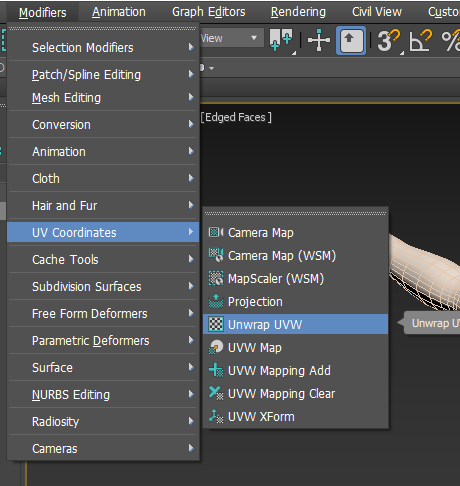 Modifiers Animation Graph Editors Rendering Civil View
View
3
%
[Edged Faces ]
Selection Modifiers
Patch/Spline Editing
Mesh Editing
Conversion
Animation
Cloth
Hair and Fur
UV Coordinates
Cache Tools
Subdivision Surfaces
Free Form Deformers
Parametric Deformers
Surface
NURBS Editing
Radiosity
Cameras
Camera Map
Camera Map (WSM)
MapScaler (WSM)
Projection
Unwrap UVW
UVW Map
UVW Mapping Add
UVW Mapping Clear
UVW XForm
Unwrap